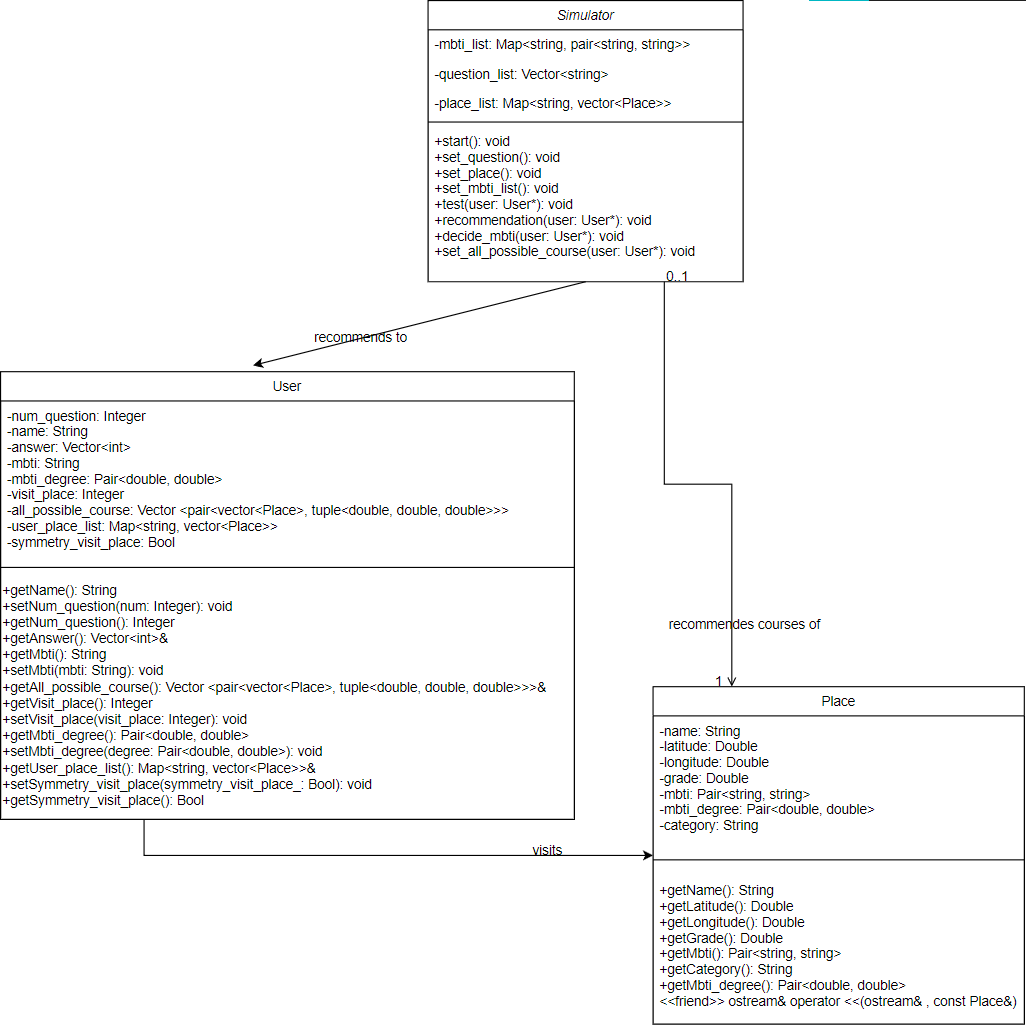 Simulator
-mbti_list: Map<string, pair<string, string>>
-question_list: Vector<string>
-place_list: Map<string, vector<Place>>
+start(): void
+set_question(): void
+set_place(): void
+set_mbti_list(): void
+test(user: User*): void
+recommendation(user: User*): void
+decide_mbti(user: User*): void
+set_all_possible_course(user: User*): void
0..1
recommends to
User
-num_question: Integer
-name: String
-answer: Vector<int>
-mbti: String
-mbti_degree: Pair<double, double>
-visit_place: Integer
-all_possible_course: Vector <pair<vector<Place>, tuple<double, double, double>>>
-user_place_list: Map<string, vector<Place>>
-symmetry_visit_place: Bool
+getName(): String
+setNum_question(num: Integer): void
+getNum_question(): Integer
+getAnswer(): Vector<int>&
+getMbti(): String
+setMbti(mbti: String): void
+getAll_possible_course(): Vector <pair<vector<Place>, tuple<double, double, double>>>&
+getVisit_place(): Integer
+setVisit_place(visit_place: Integer): void
+getMbti_degree(): Pair<double, double>
+setMbti_degree(degree: Pair<double, double>): void
+getUser_place_list(): Map<string, vector<Place>>&
+setSymmetry_visit_place(symmetry_visit_place_: Bool): void
+getSymmetry_visit_place(): Bool
recommendes courses of
1
visits
Place
-name: String
-latitude: Double
-longitude: Double
-grade: Double
-mbti: Pair<string, string>
-mbti_degree: Pair<double, double>
-category: String
+getName(): String
+getLatitude(): Double
+getLongitude(): Double
+getGrade(): Double
+getMbti(): Pair<string, string>
+getCategory(): String
+getMbti_degree(): Pair<double, double>
<<friend>> ostream& operator <<(ostream& , const Place&)